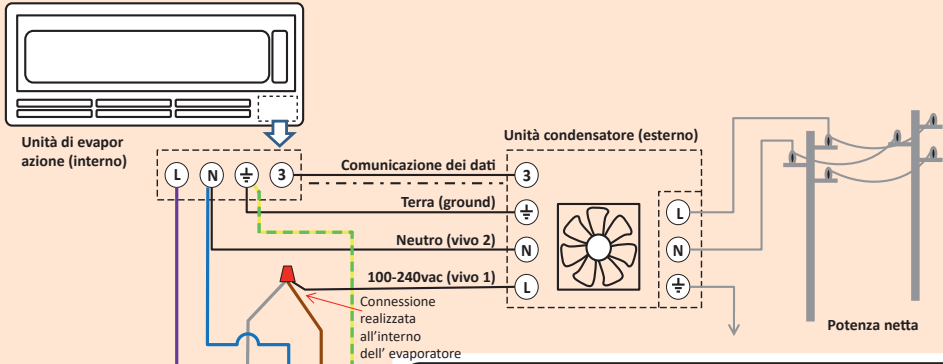 Unità di evapor
azione (interno)
L N 3
Comunicazione dei dati
Terra (ground)
Neutro (vivo 2)
100-240vac (vivo 1)
Connessione
realizzata
all'interno
dell' evaporatore
Unità condensatore (esterno)
3
N
L
L
N
Potenza netta